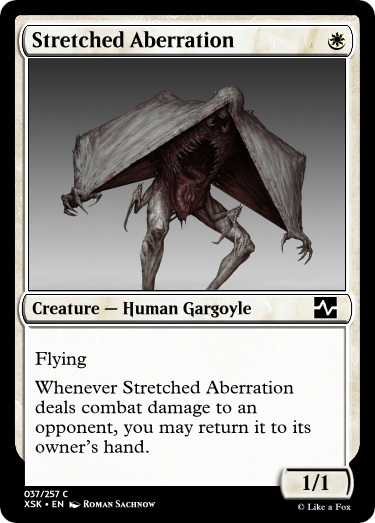 Stretched Aberration
Creature — Human Gargoyle
Flying
Whenever Stretched Aberration
deals combat damage to an
opponent, you may return it to its
owner's hand.
1/1
037/257 C
XSK • EN Roman Sachnow
© Like a Fox